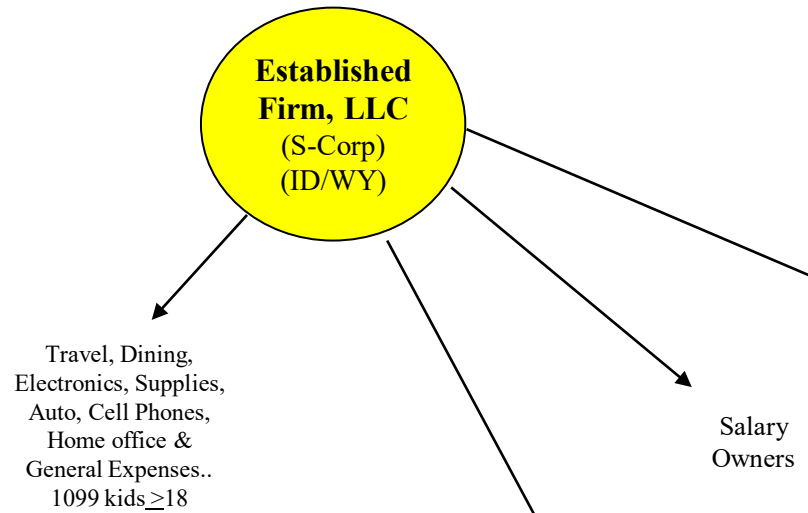 Established
Firm, LLC
(S-Corp)
(ID/WY)
Travel, Dining,
Electronics, Supplies,
Auto, Cell Phones,
Home office &
General Expenses..
1099 kids >18
Salary
Owners